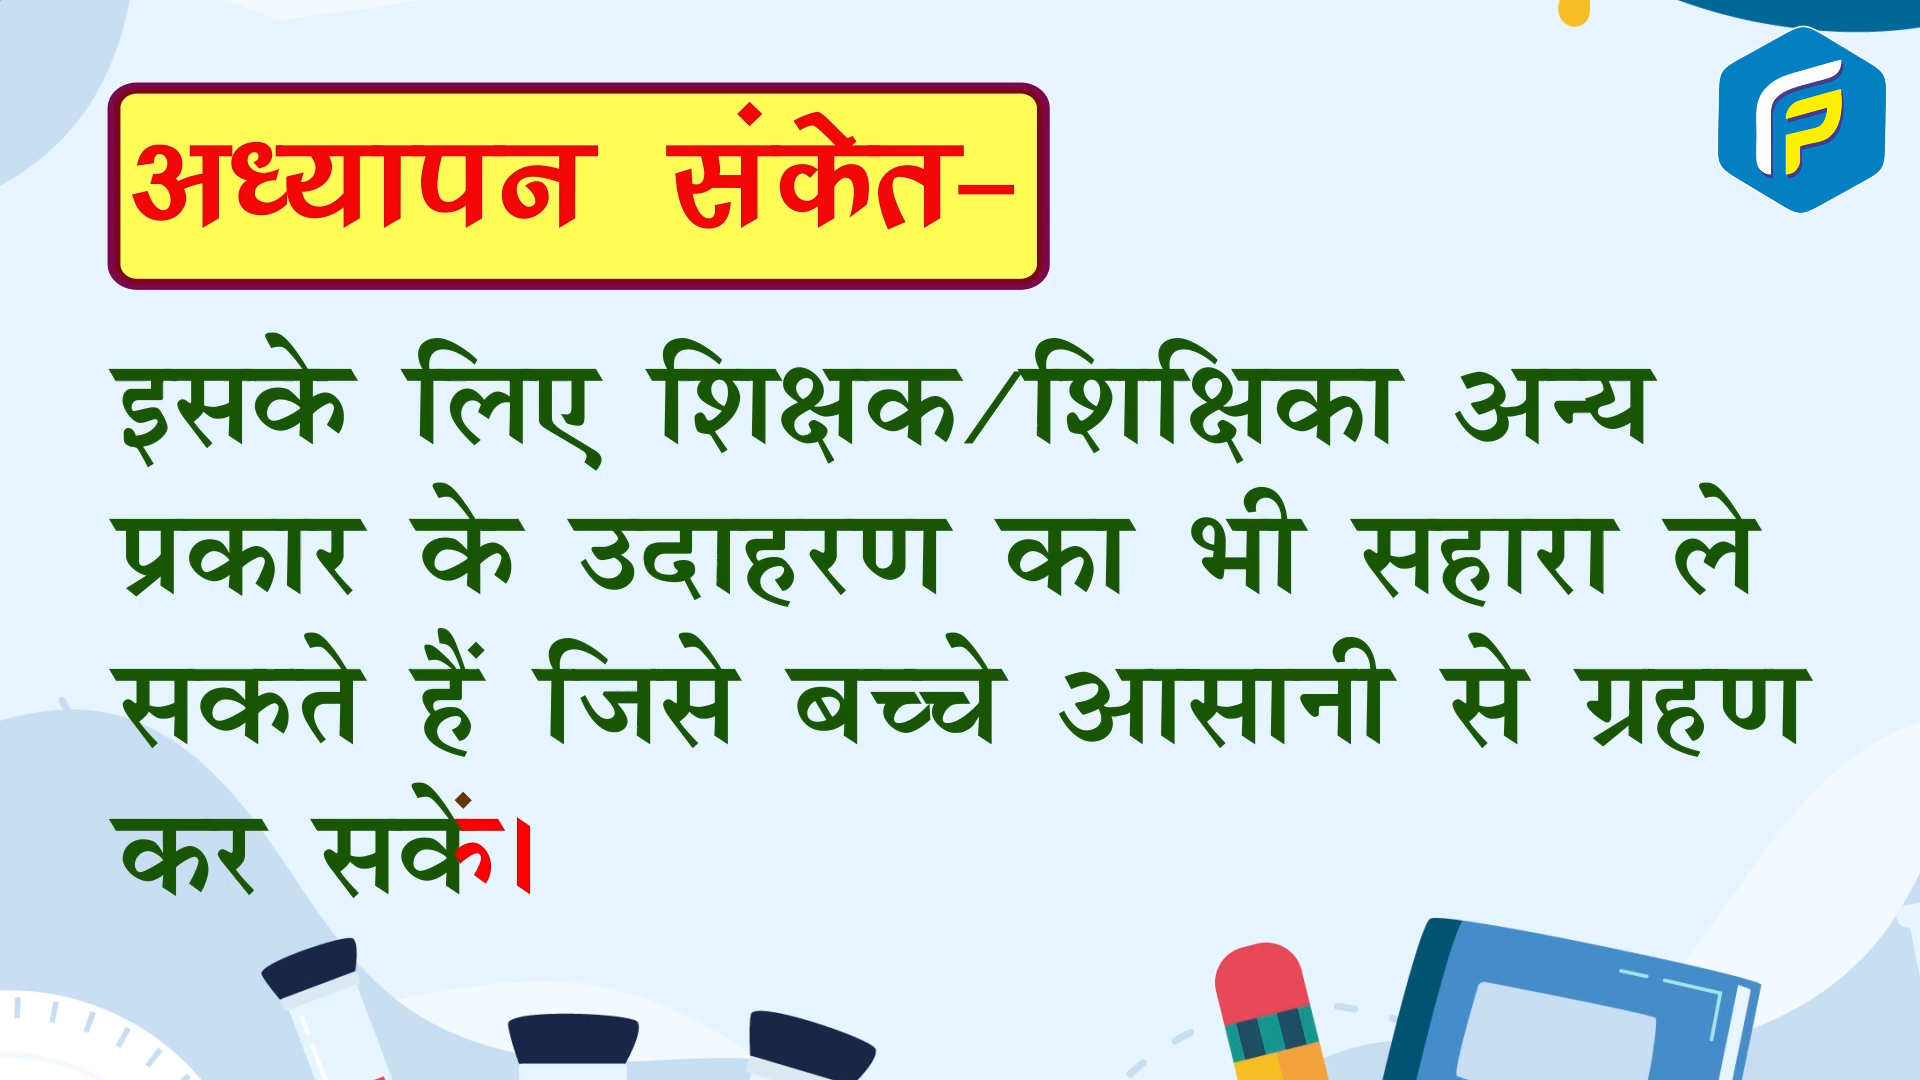 अध्यापन संकेत-
इसके लिए शिक्षक/शिक्षिका अन्य
प्रकार के उदाहरण का भी सहारा ले
सकते हैं जिसे बच्चे आसानी से ग्रहण
कर सकें।